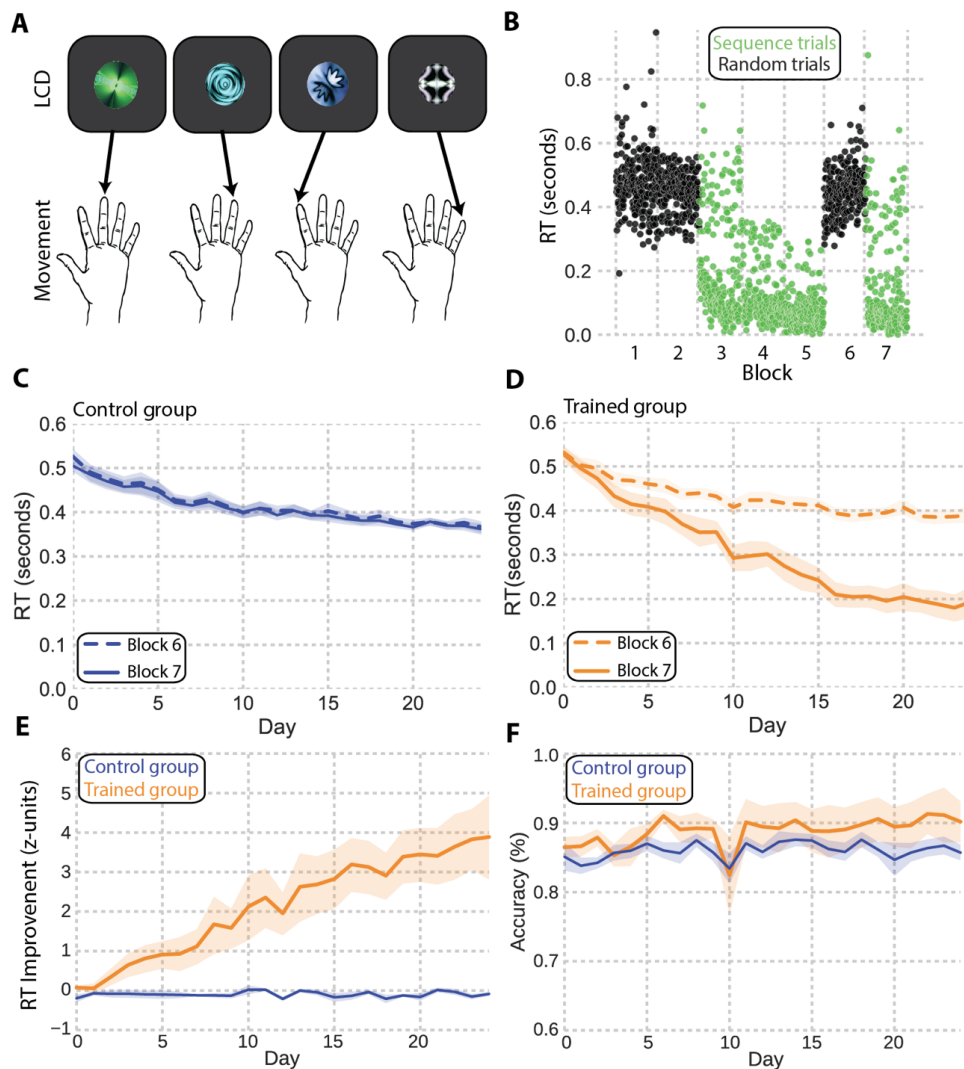 A
LCD
Movement
B
Sequence trials
Random trials
RT (seconds)
0.8
0.6
0.4
0.2
0.0
1 2 3 4 5 6 7
Block
C
Control group
RT (seconds)
0.6
0.5
0.4
0.3
0.2
0.1
0.0
Block 6
Block 7
0 5 10 15 20
Day
D
Trained group
RT(seconds)
0.6
0.5
0.4
0.3
0.2
0.1
0.0
Block 6
Block 7
0 5 10 15 20
Day
E
Control group
Trained group
RT Improvenent (z-units)
6
5
4
3
2
1
0
−1
0 5 10 15 20
Day
F
Control group
Trained group
Accuracy (%)
1.0
0.9
0.8
0.7
0.6
0 5 10 15 20
Day